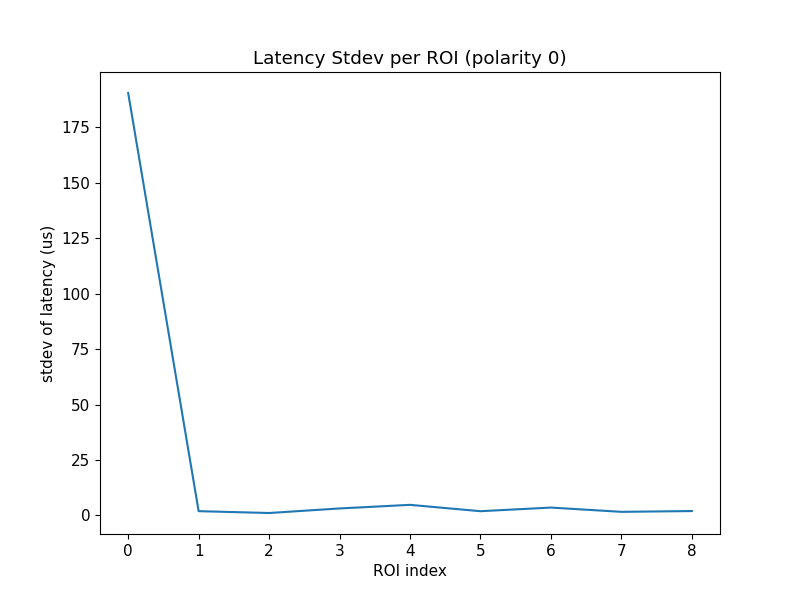 Latency Stdev per ROI (polarity 0)
stdev of latency (us)
175
150
125
100
75
50
25
0
0 1 2 3 4 5 6 7 8
ROI index